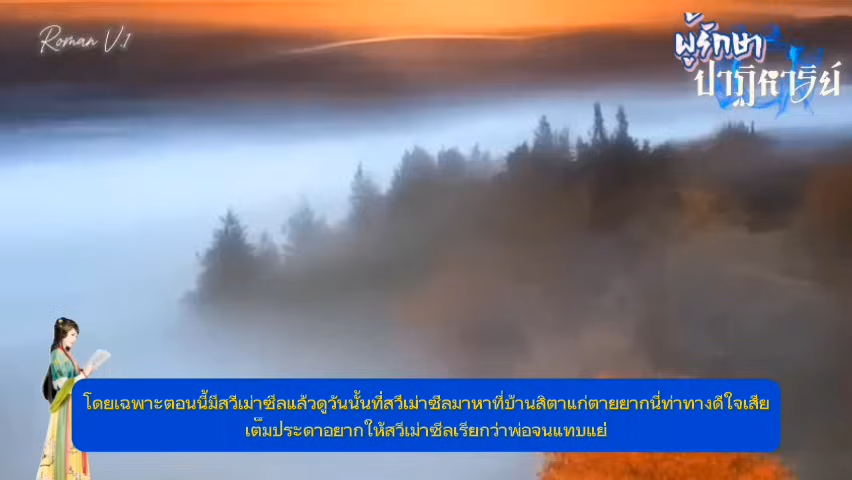 Roman V.1
ผู้รักษา
ปาฏิหาริย์
โดยเฉพาะตอนนี้มีสวีเม่าซีลแล้วดูวันนั้นที่สวีเม่าซีลมาหาที่บ้านสิตาแก่ตายยากนี่ท่าทางดีใจเสีย
เต็มประดาอยากให้สวีเม่าซีลเรียกว่าพ่อจนแทบแย่